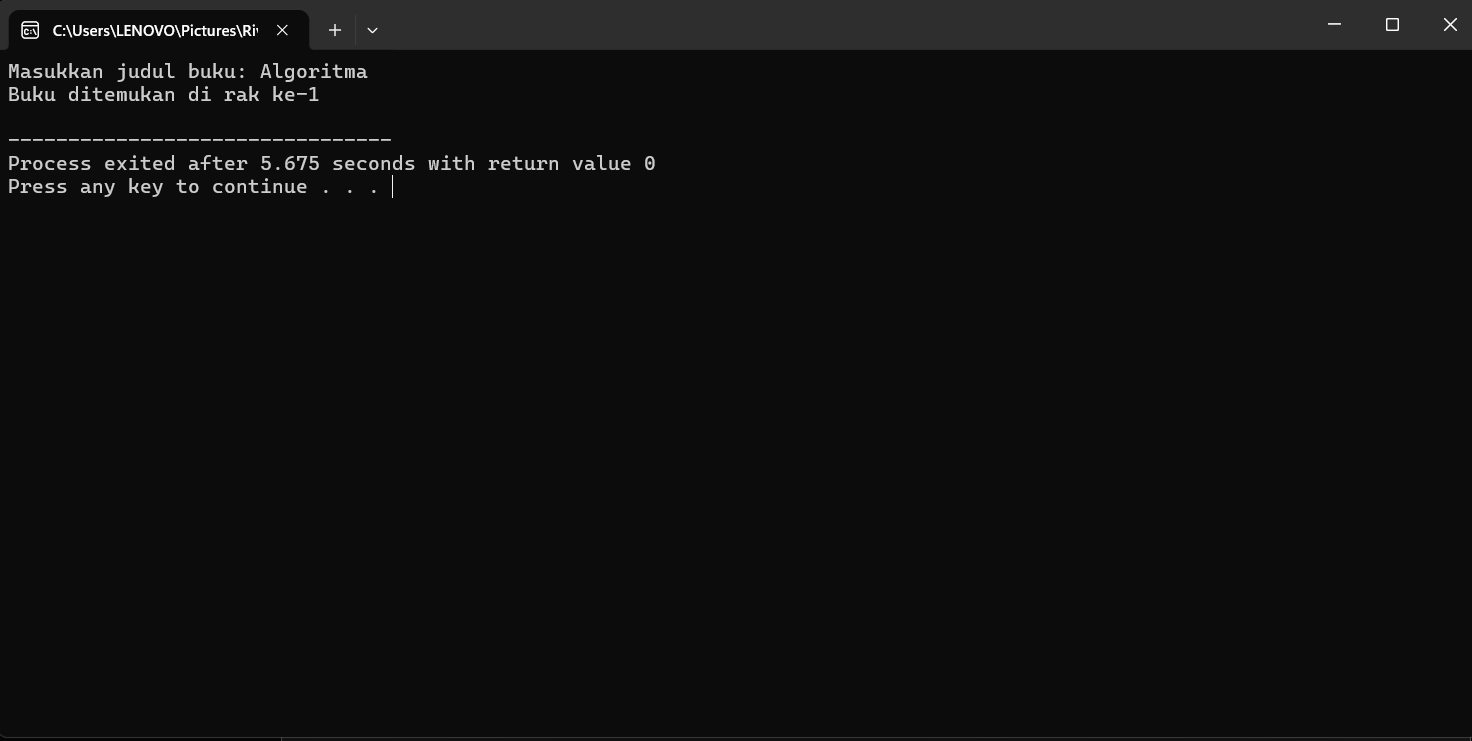 C:\Users\LENOVO\Pictures\Ri
Masukkan judul buku: Algoritma
Buku ditemukan di rak ke-1
--------------------------------
Process exited after 5.675 seconds with return value 0
Press any key to continue . . .